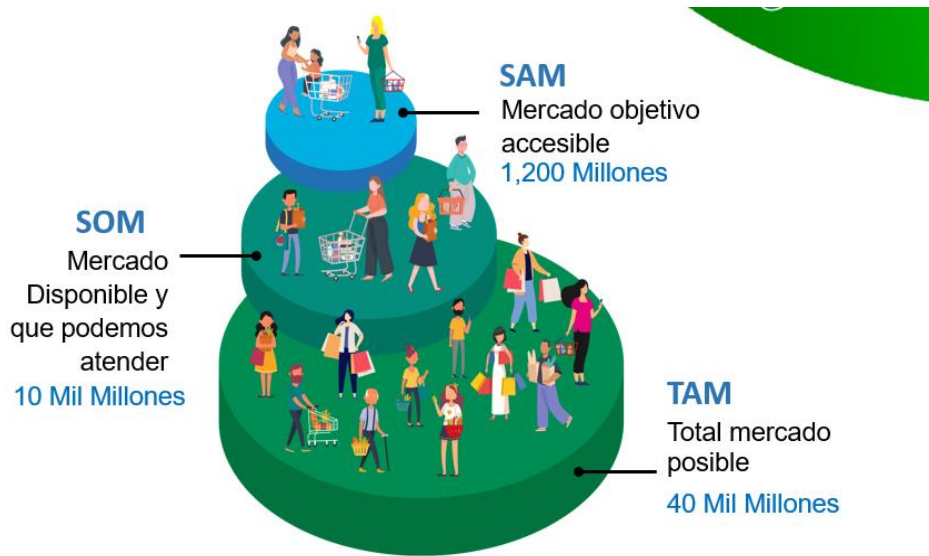 SAM
Mercado objetivo
accesible
1,200 Millones
SOM
Mercado
Disponible y
que podemos
atender
10 Mil Millones
TAM
Total mercado
posible
40 Mil Millones